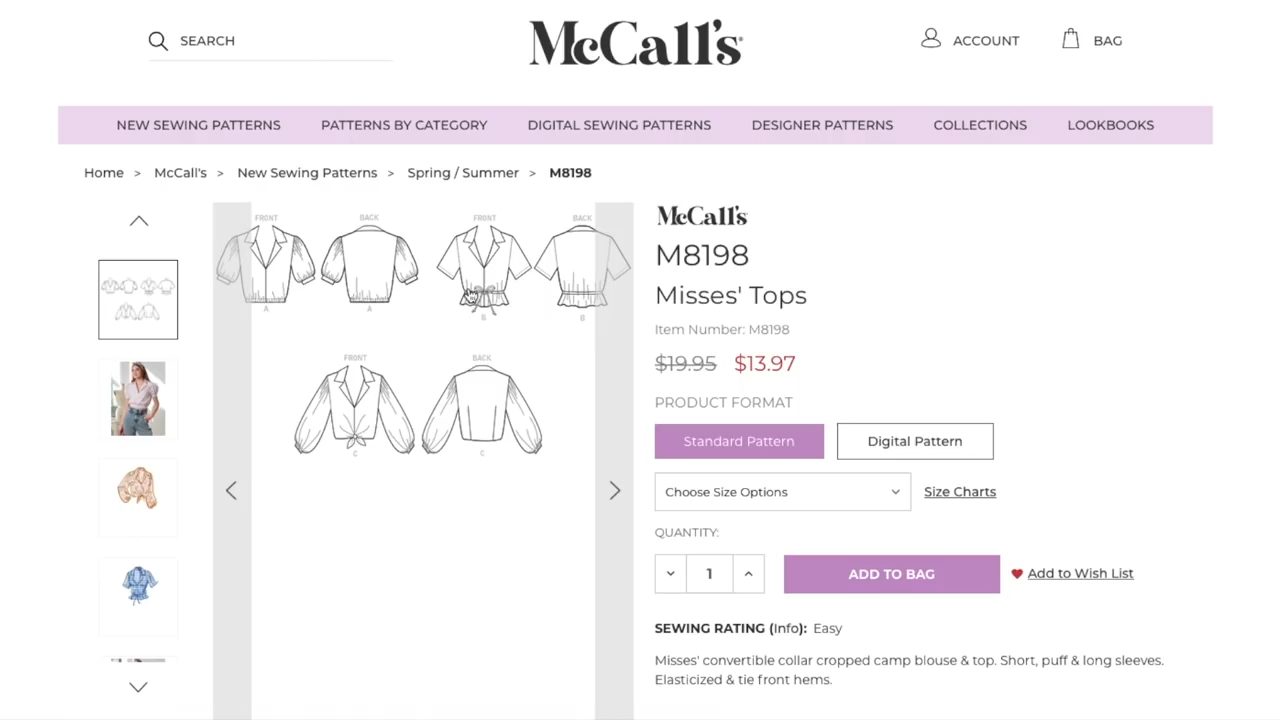 SEARCH
McCall's
ACCOUNT
BAG
NEW SEWING PATTERNS
PATTERNS BY CATEGORY
DIGITAL SEWING PATTERNS
DESIGNER PATTERNS
COLLECTIONS
LOOKBOOKS
Home > McCall's > New Sewing Patterns > Spring / Summer > M8198
FRONT
BACK
FRONT
BACK
A
A
B
B
FRONT
BACK
C
C
McCall's
M8198
Misses' Tops
Item Number: M8198
$19.95 $13.97
PRODUCT FORMAT
Standard Pattern
Digital Pattern
Choose Size Options
Size Charts
QUANTITY:
1
ADD TO BAG
Add to Wish List
SEWING RATING (Info): Easy
Misses' convertible collar cropped camp blouse & top. Short, puff & long sleeves.
Elasticized & tie front hems.